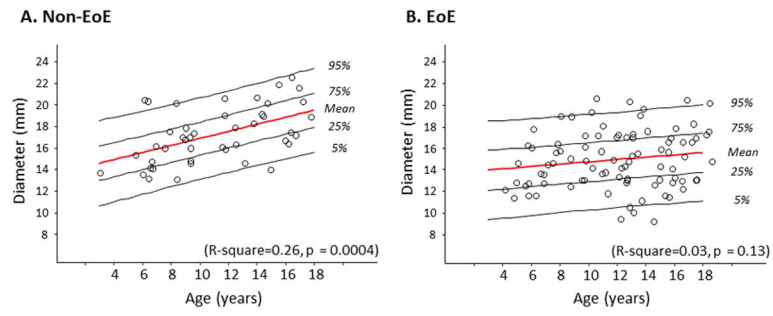 A. Non-EoE
Diameter (mm)
24
22
20
18
16
14
12
10
8
95%
75%
Mean
25%
5%
(R-square=0.26, p = 0.0004)
4 6 8 10 12 14 16 18
Age (years)
B. EoE
Diameter (mm)
24
22
20
18
16
14
12
10
8
95%
75%
Mean
25%
5%
(R-square=0.03, p = 0.13)
4 6 8 10 12 14 16 18
Age (years)